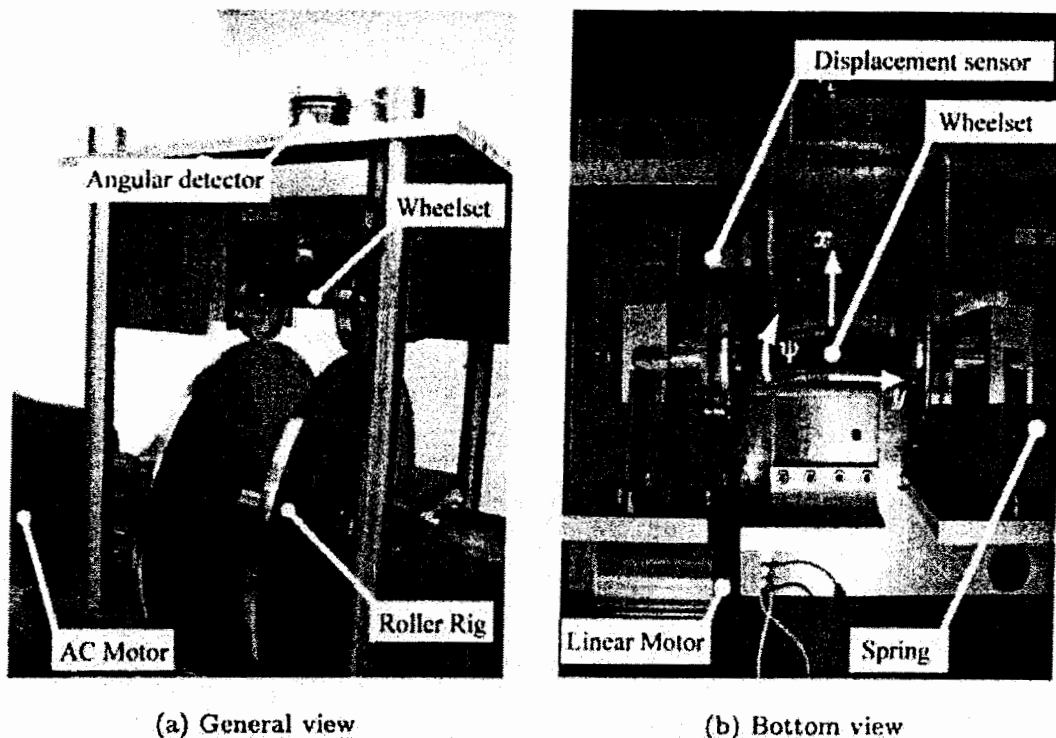 Displacement sensor
Wheelset
Angular detector
Wheelset
x
ψ
y
Roller Rig
AC Motor
Linear Motor
Spring
(a) General view
(b) Bottom view